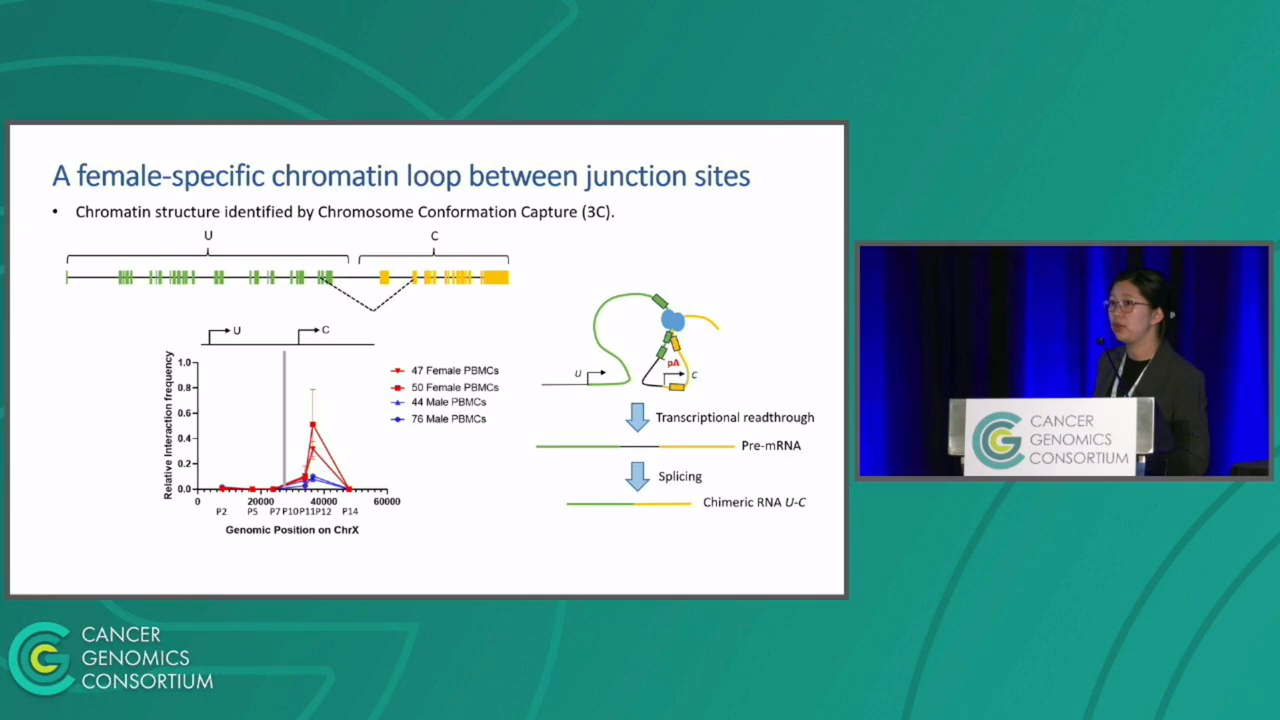 A female-specific chromatin loop between junction sites
• Chromatin structure identified by Chromosome Conformation Capture (3C).
U
C
U
C
Relative Interaction frequency
1.0
0.8
0.6
0.4
0.2
0.0
0
20000
40000
60000
P2
P5
P7
P10
P11
P12
P14
Genomic Position on ChrX
47 Female PBMCs
50 Female PBMCs
44 Male PBMCs
76 Male PBMCs
U
pA
C
Transcriptional readthrough
Pre-mRNA
Splicing
Chimeric RNA U-C
CANCER
GENOMICS
CONSORTIUM
CANCER
GENOMICS
CONSORTIUM